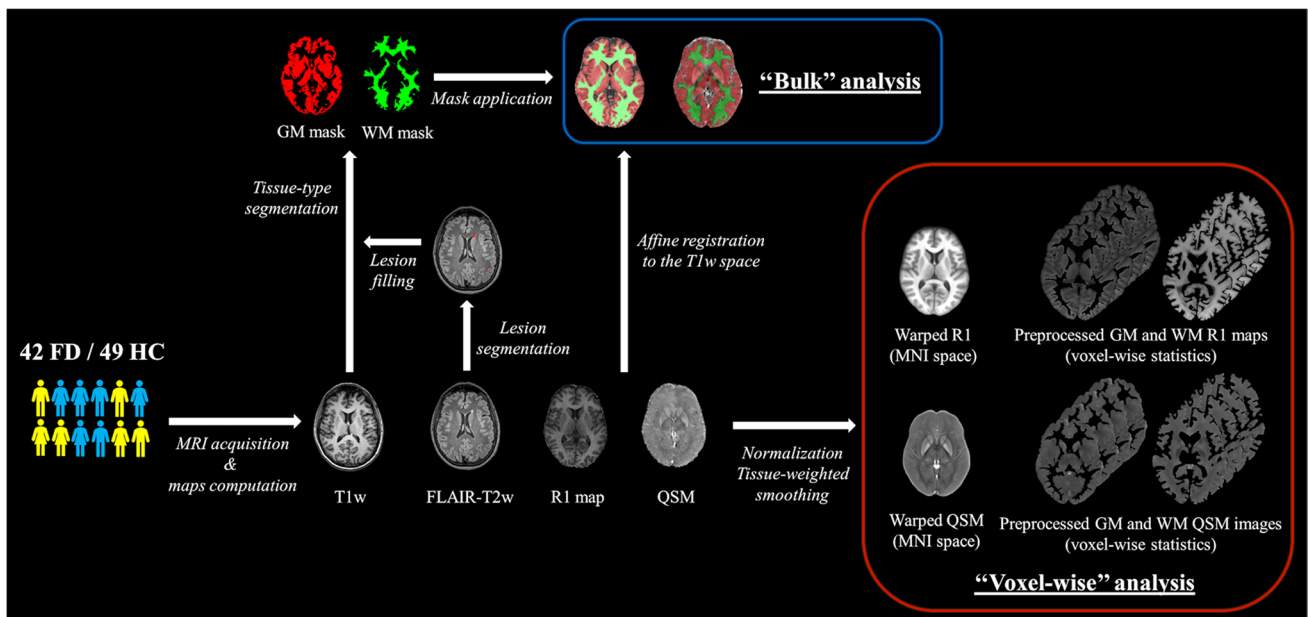 GM mask
WM mask
Mask application
“Bulk” analysis
Tissue-type
segmentation
Lesion
filling
Affine registration
to the T1w space
Lesion
segmentation
42 FD / 49 HC
MRI acquisition
&
maps computation
T1w
FLAIR-T2w
R1 map
QSM
Normalization
Tissue-weighted
smoothing
Warped R1
(MNI space)
Preprocessed GM and WM R1 maps
(voxel-wise statistics)
Warped QSM
(MNI space)
Preprocessed GM and WM QSM images
(voxel-wise statistics)
“Voxel-wise” analysis